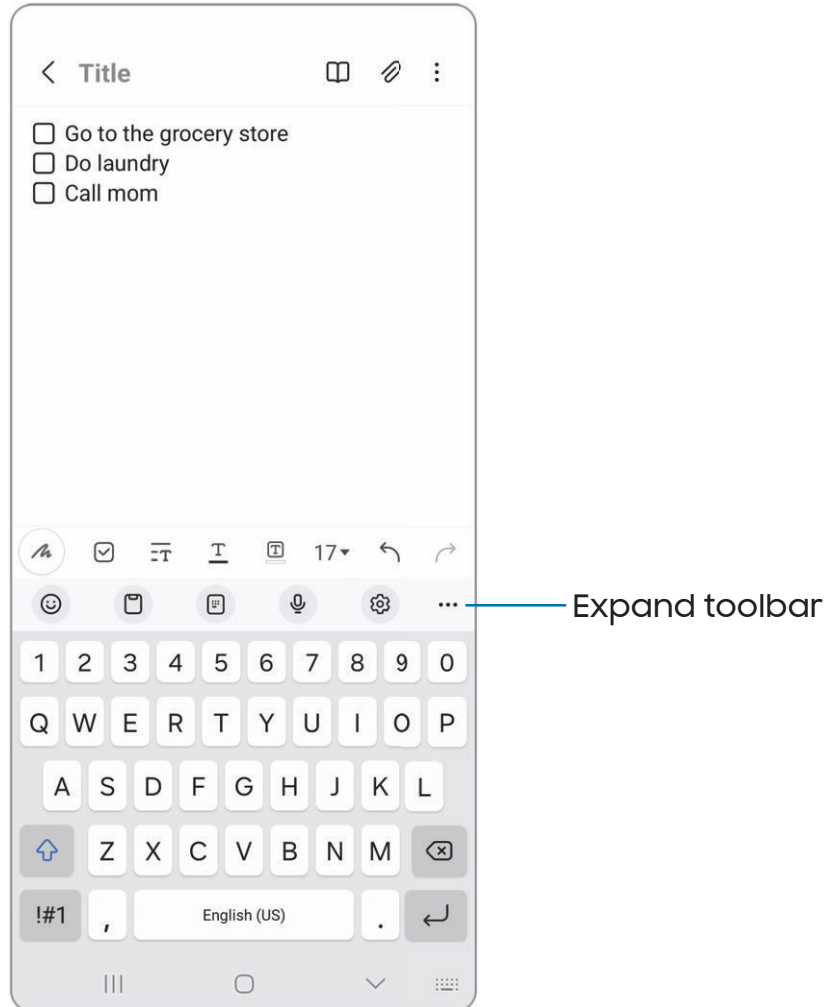 Title
Go to the grocery store
Do laundry
Call mom
17
Expand toolbar
1 2 3 4 5 6 7 8 9 0
Q W E R T Y U I O P
A S D F G H J K L
Z X C V B N M
!#1 , English (US) .